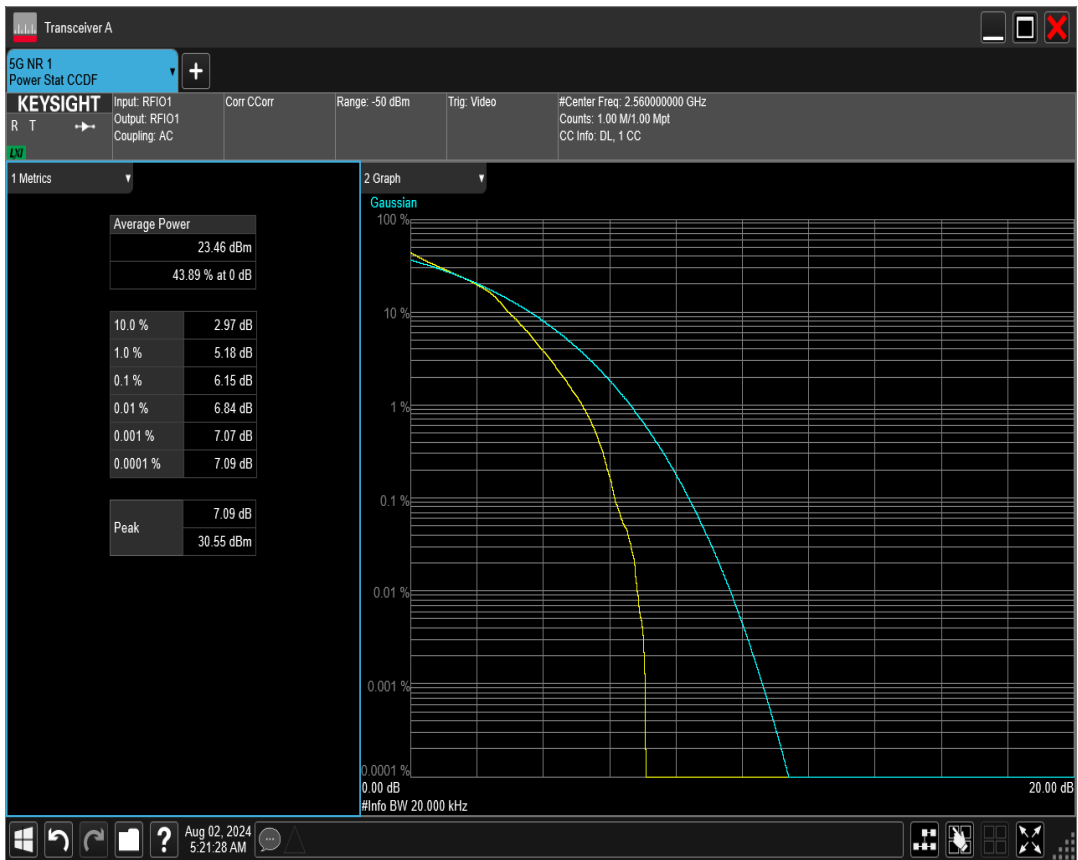 Transceiver A
5G NR 1
Power Stat CCDF
+
KEYSIGHT
R T
LXI
Input: RFIO1
Output: RFIO1
Coupling: AC
Corr CCorr
Range: -50 dBm
Trig: Video
#Center Freq: 2.560000000 GHz
Counts: 1.00 M/1.00 Mpt
CC Info: DL, 1 CC
1 Metrics
Average Power
23.46 dBm
43.89 % at 0 dB
10.0 % 2.97 dB
1.0 % 5.18 dB
0.1 % 6.15 dB
0.01 % 6.84 dB
0.001 % 7.07 dB
0.0001 % 7.09 dB
Peak
7.09 dB
30.55 dBm
2 Graph
Gaussian
100 %
10 %
1 %
0.1 %
0.01 %
0.001 %
0.0001 %
0.00 dB 20.00 dB
#Info BW 20.000 kHz
?
Aug 02, 2024
5:21:28 AM